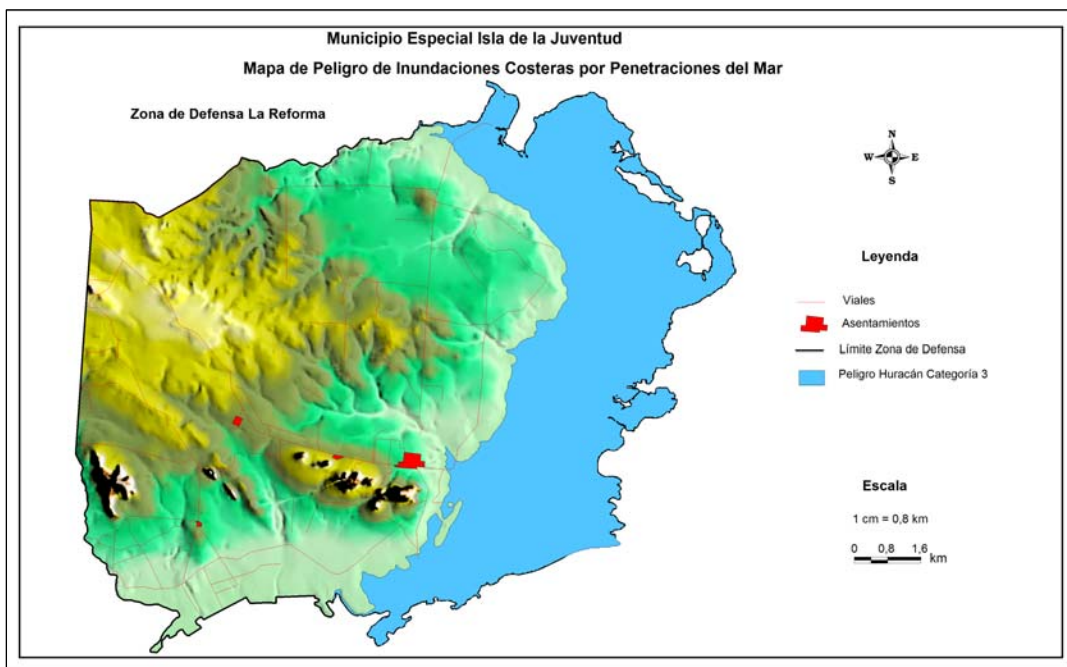 Municipio Especial Isla de la Juventud
Mapa de Peligro de Inundaciones Costeras por Penetraciones del Mar
Zona de Defensa La Reforma
N
W E
S
Leyenda
Viales
Asentamientos
Límite Zona de Defensa
Peligro Huracán Categoría 3
Escala
1 cm = 0,8 km
0 0,8 1,6
km